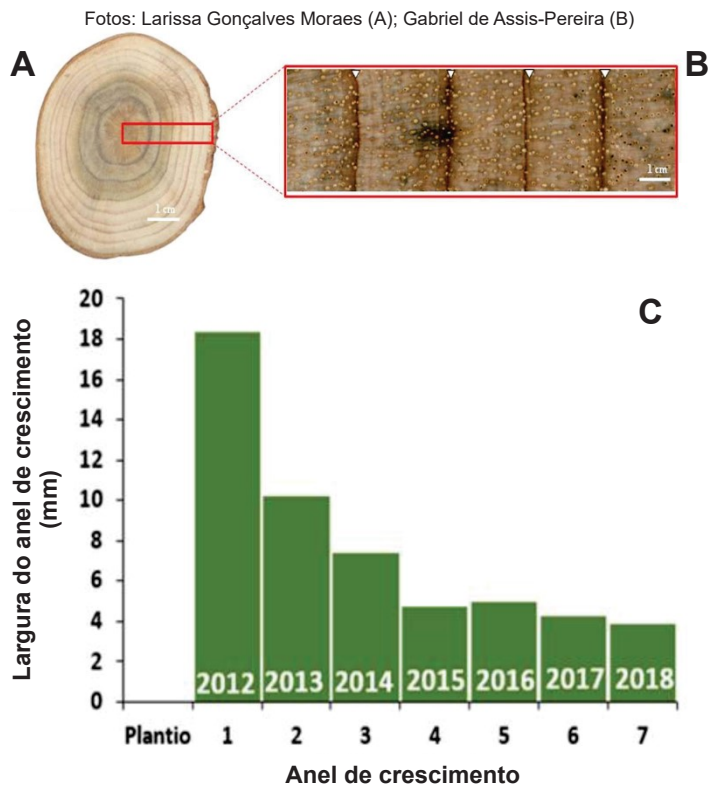 Fotos: Larissa Gonçalves Moraes (A); Gabriel de Assis-Pereira (B)
A
B
1 cm
1 cm
C
Largura do anel de crescimento
(mm)
20
18
16
14
12
10
8
6
4
2
0
2012 2013 2014 2015 2016 2017 2018
Plantio 1 2 3 4 5 6 7
Anel de crescimento